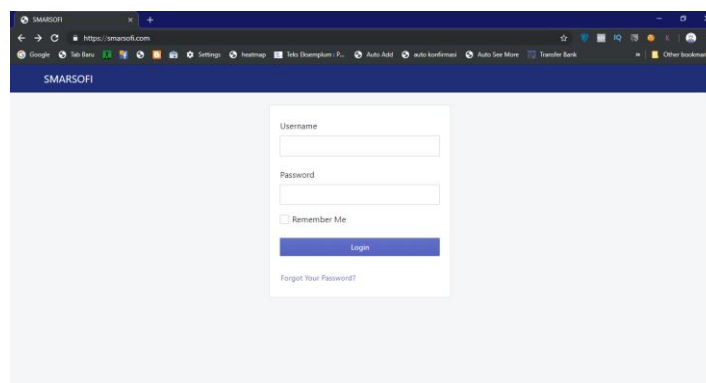 SMARSOFI
https://smarsofi.com
Google Tab Baru Settings heatmap Teks Eksemplum : P... Auto Add auto konfirmasi Auto See More Transfer Bank » Other bookmar
SMARSOFI
Username
Password
Remember Me
Login
Forgot Your Password?